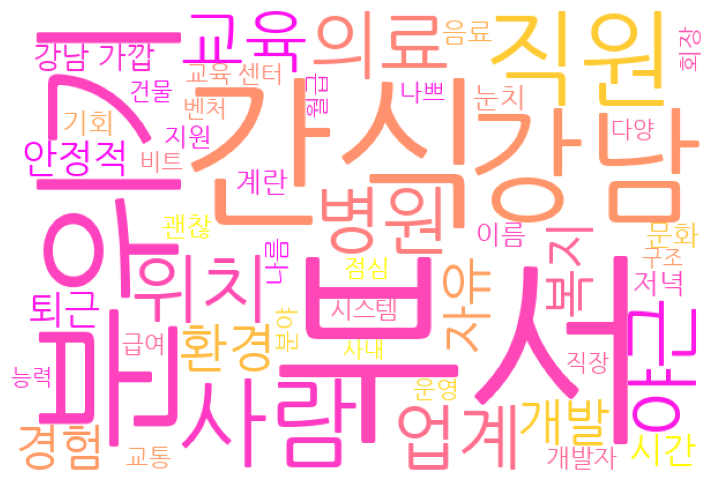 교육
의료
음료
직원
회장
강남 가깝
교육 센터
건물
벤처
월급
나쁘
눈치
기회
지원
다양
안정적
비트
간식
강남
분위기
계란
병원
괜찮
이름
문화
위치
나름
점심
자유
복지
구조
저녁
퇴근
시스템
부서
야근
급여
환경
분야
사내
직장
능력
사람
운영
경험
교통
업계
개발
개발자
시간